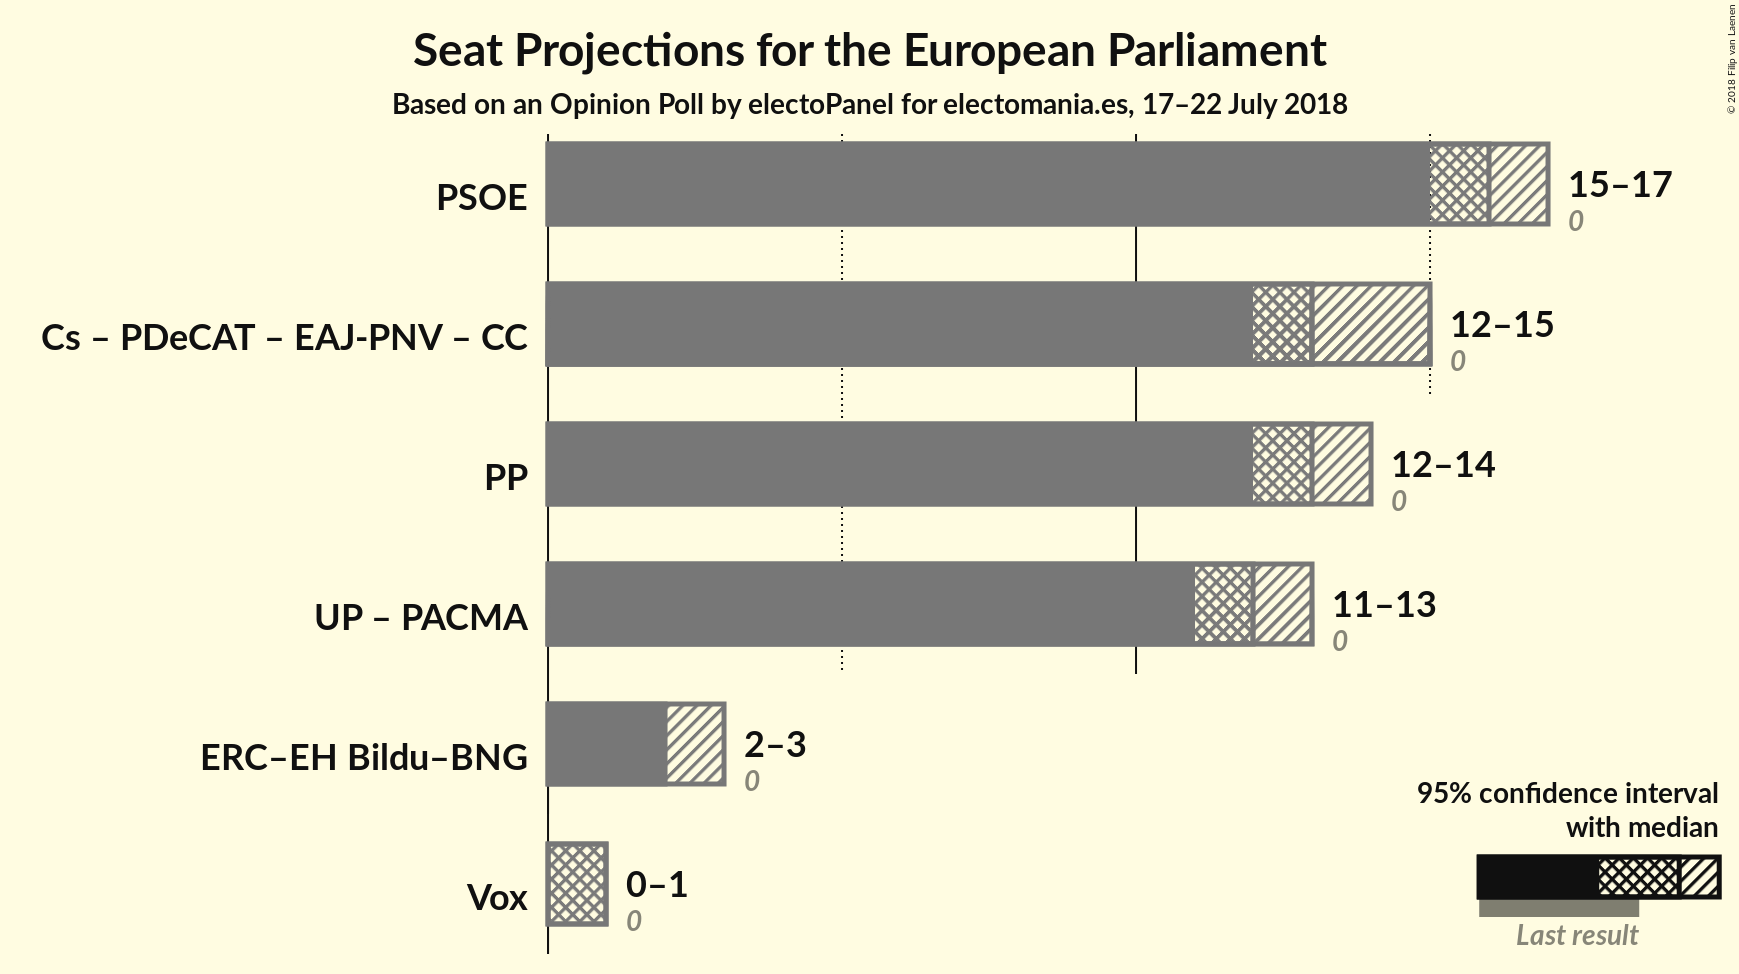 Seat Projections for the European Parliament
Based on an Opinion Poll by electoPanel for electomania.es, 17–22 July 2018
© 2018 Filip van Laenen
PSOE
15–17
0
Cs – PDeCAT – EAJ-PNV – CC
12–15
0
PP
12–14
0
UP – PACMA
11–13
0
ERC–EH Bildu–BNG
2–3
0
Vox
0–1
0
95% confidence interval
with median
Last result